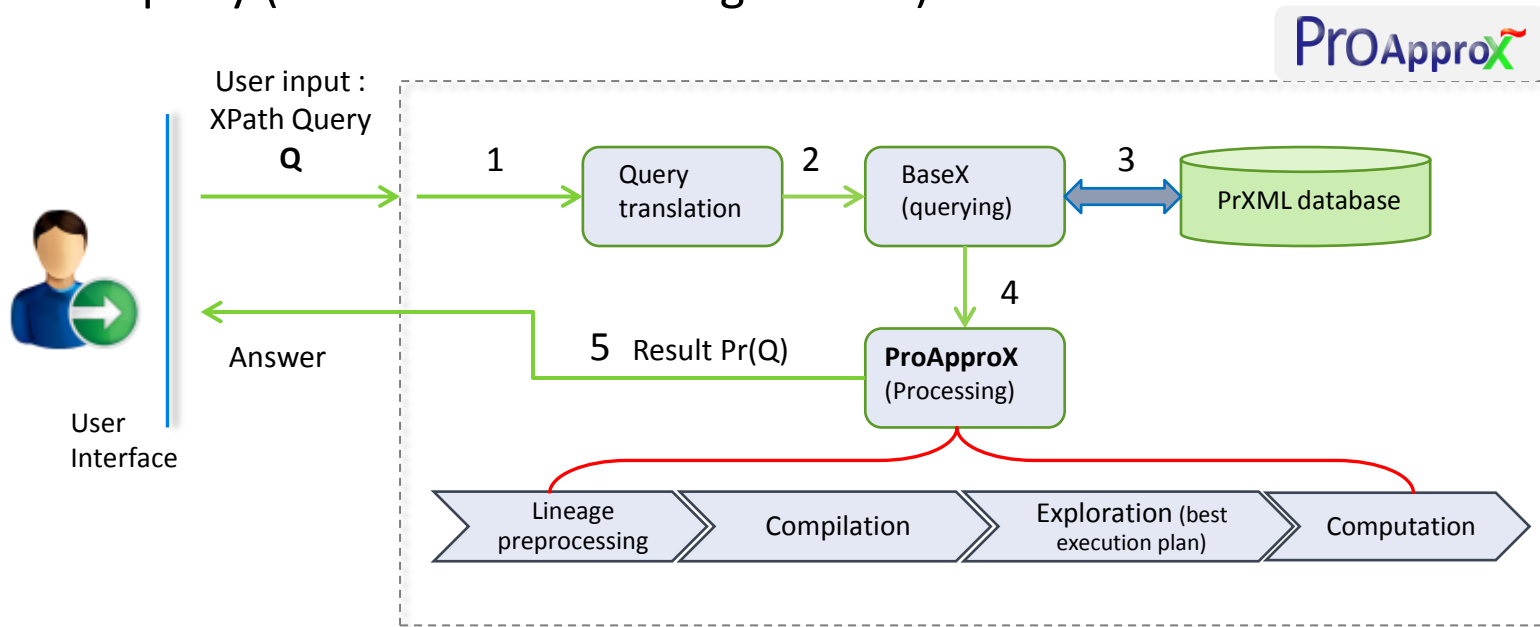 ProApproX
User input :
XPath Query
Q
1
Query
translation
2
BaseX
(querying)
3
PrXML database
4
ProApproX
(Processing)
5 Result Pr(Q)
Answer
User
Interface
Lineage
preprocessing
Compilation
Exploration (best
execution plan)
Computation